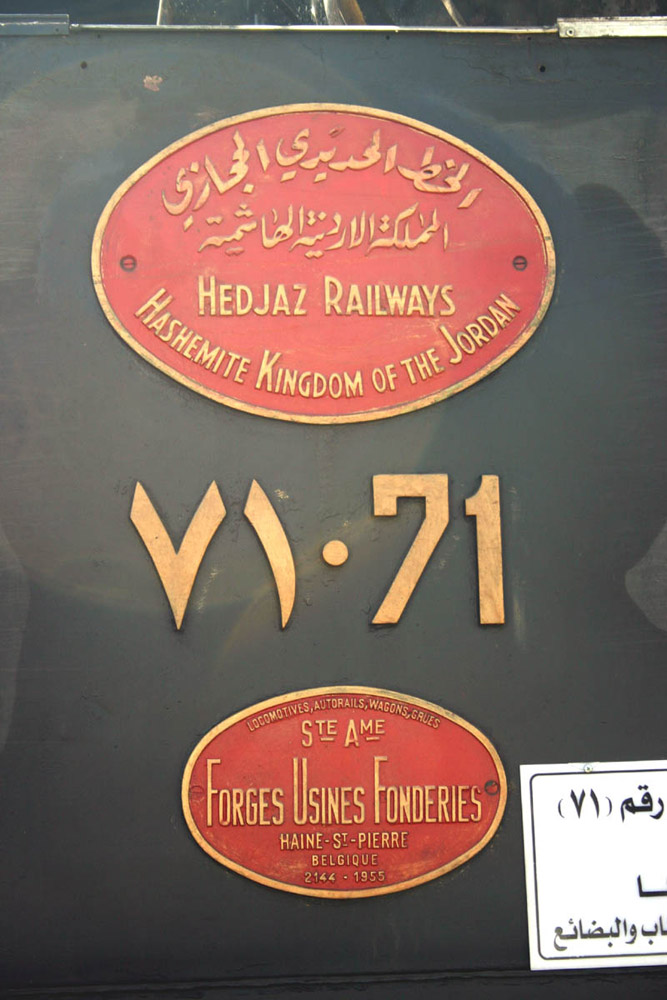 الخط الحديدي الحجازي
المملكة الاردنية الهاشمية
HEDJAZ RAILWAYS
HASHEMITE KINGDOM OF THE JORDAN
٧١·71
LOCOMOTIVES, AUTORAILS, WAGONS, GRUES
STE AME
FORGES USINES FONDERIES
HAINE-ST-PIERRE
BELGIQUE
2144 - 1955
رقم (٧١)
والبضائع